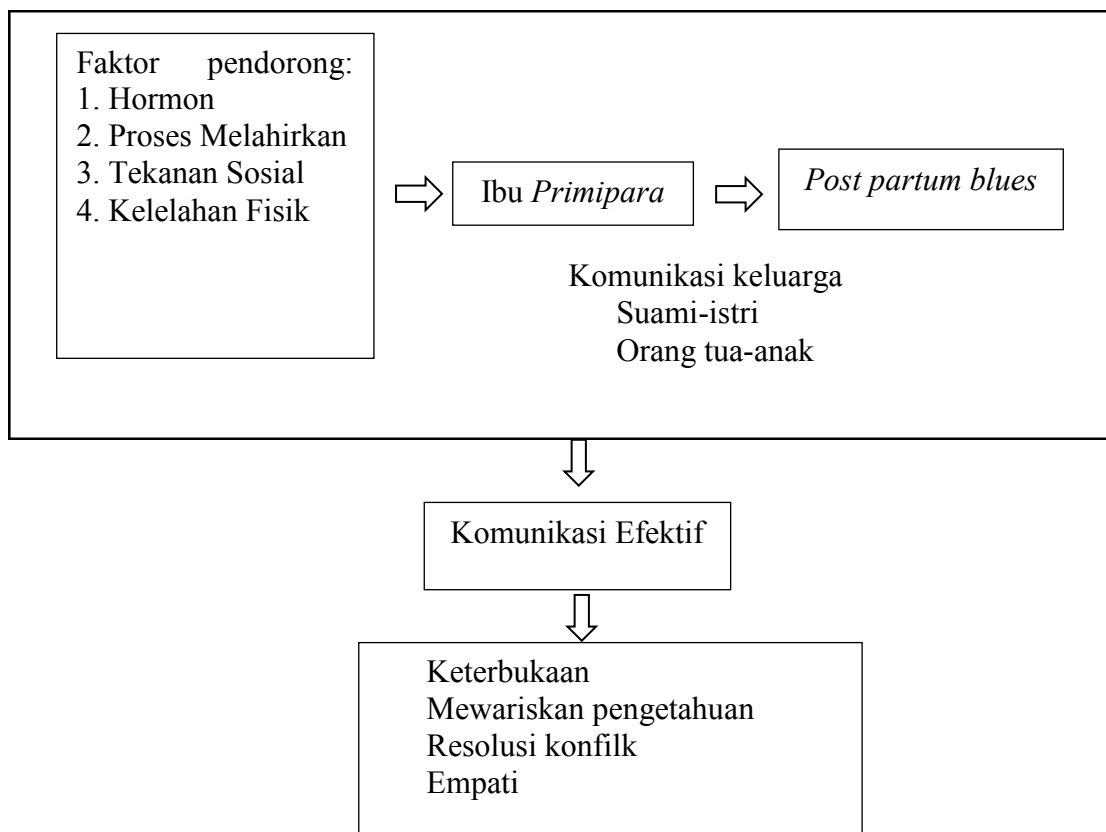 Faktor pendorong:
1. Hormon
2. Proses Melahirkan
3. Tekanan Sosial
4. Kelelahan Fisik
Ibu Primipara
Post partum blues
Komunikasi keluarga
Suami-istri
Orang tua-anak
Komunikasi Efektif
Keterbukaan
Mewariskan pengetahuan
Resolusi konfilk
Empati